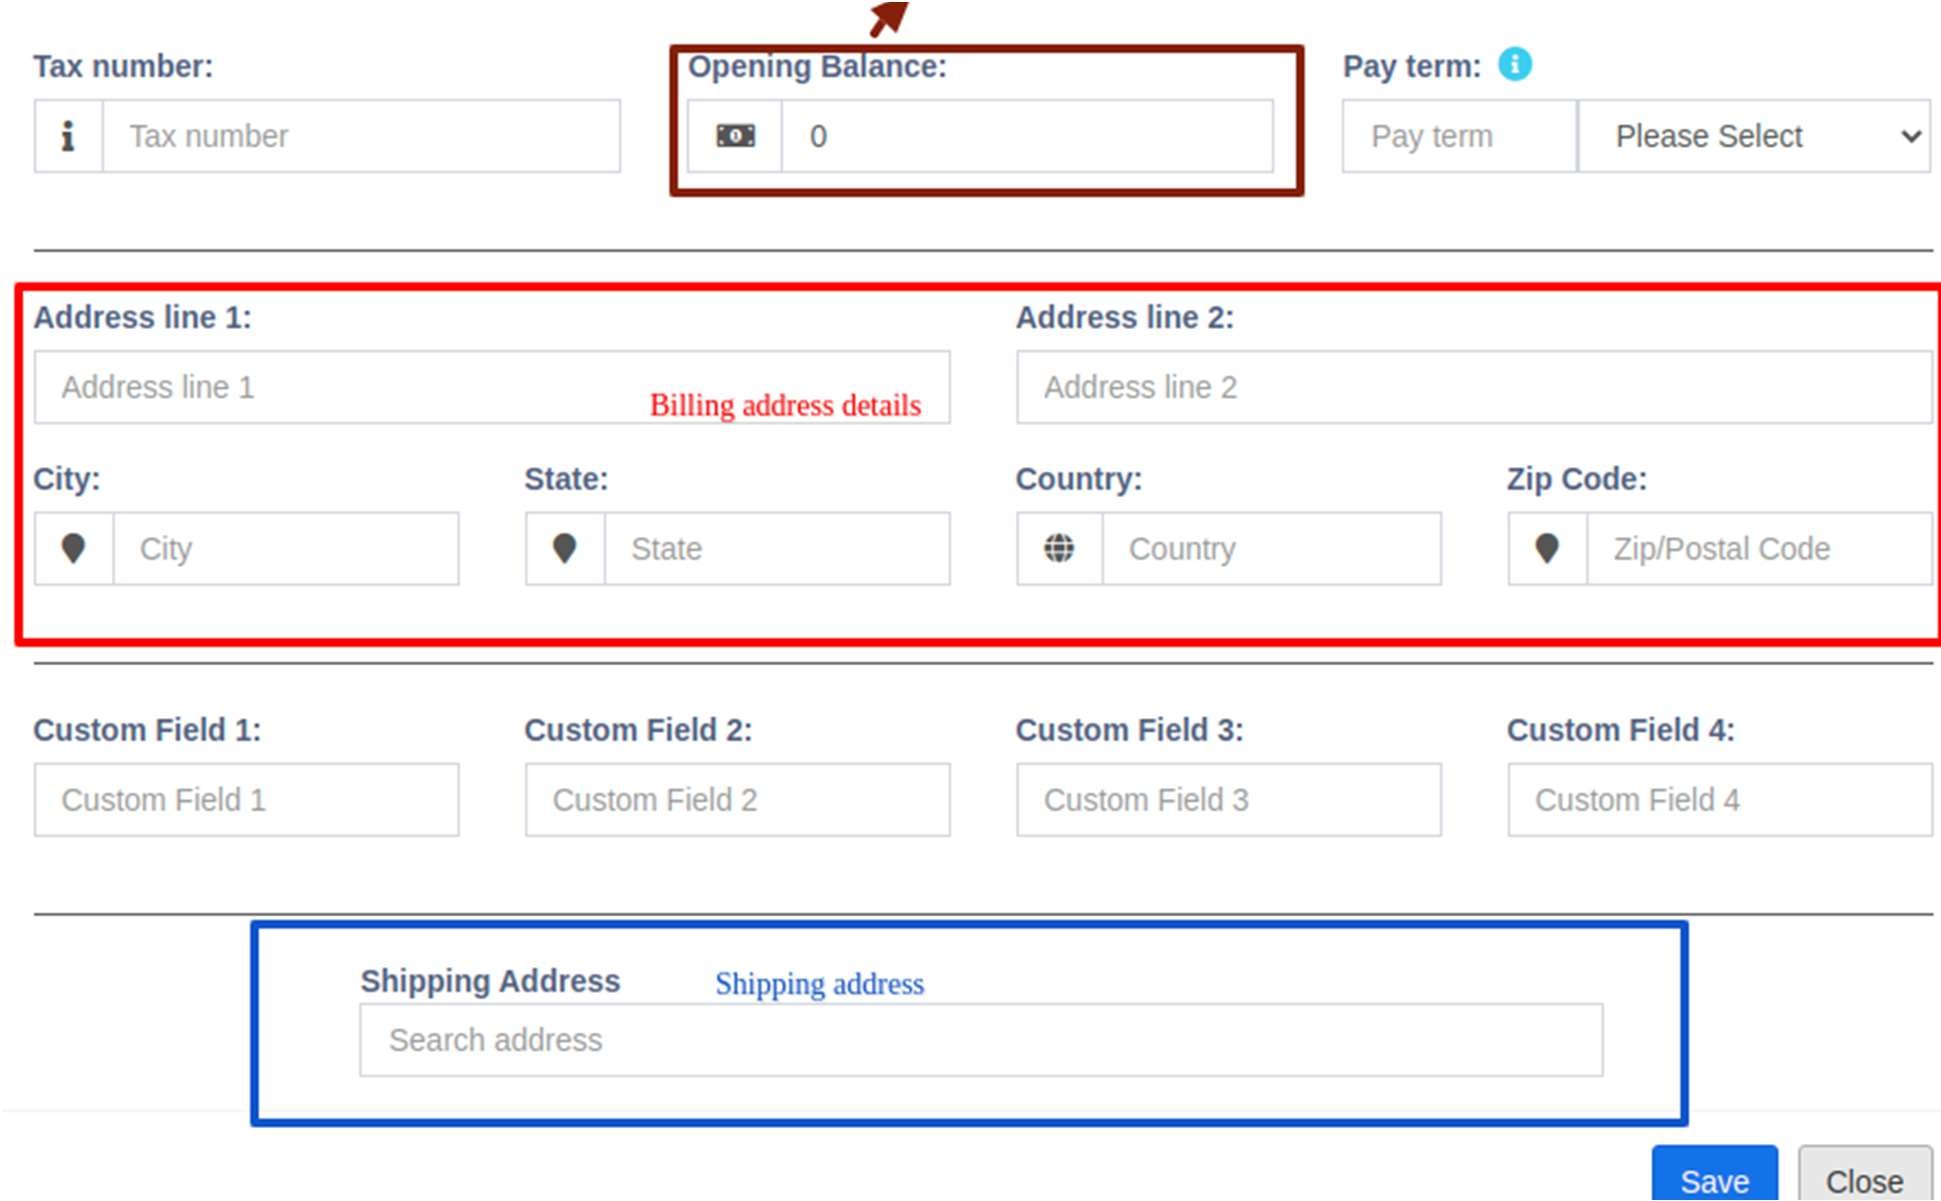 Tax number:
Opening Balance:
Pay term:
Tax number
0
Pay term
Please Select
Address line 1:
Address line 2:
Address line 1
Billing address details
Address line 2
City:
State:
Country:
Zip Code:
City
State
Country
Zip/Postal Code
Custom Field 1:
Custom Field 2:
Custom Field 3:
Custom Field 4:
Custom Field 1
Custom Field 2
Custom Field 3
Custom Field 4
Shipping Address
Shipping address
Search address
Save
Close